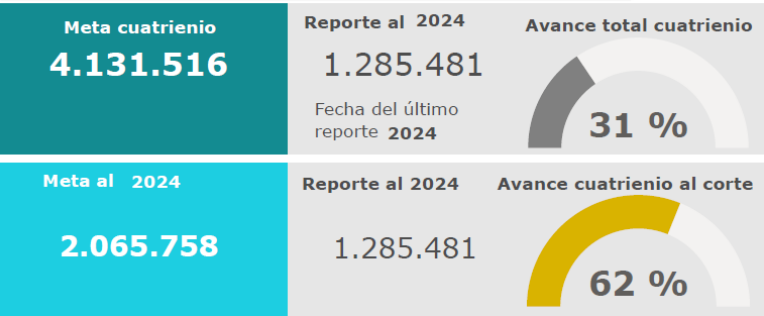 Meta cuatrienio
4.131.516
Reporte al 2024
1.285.481
Fecha del último
reporte 2024
Avance total cuatrienio
31 %
Meta al 2024
2.065.758
Reporte al 2024
1.285.481
Avance cuatrienio al corte
62 %